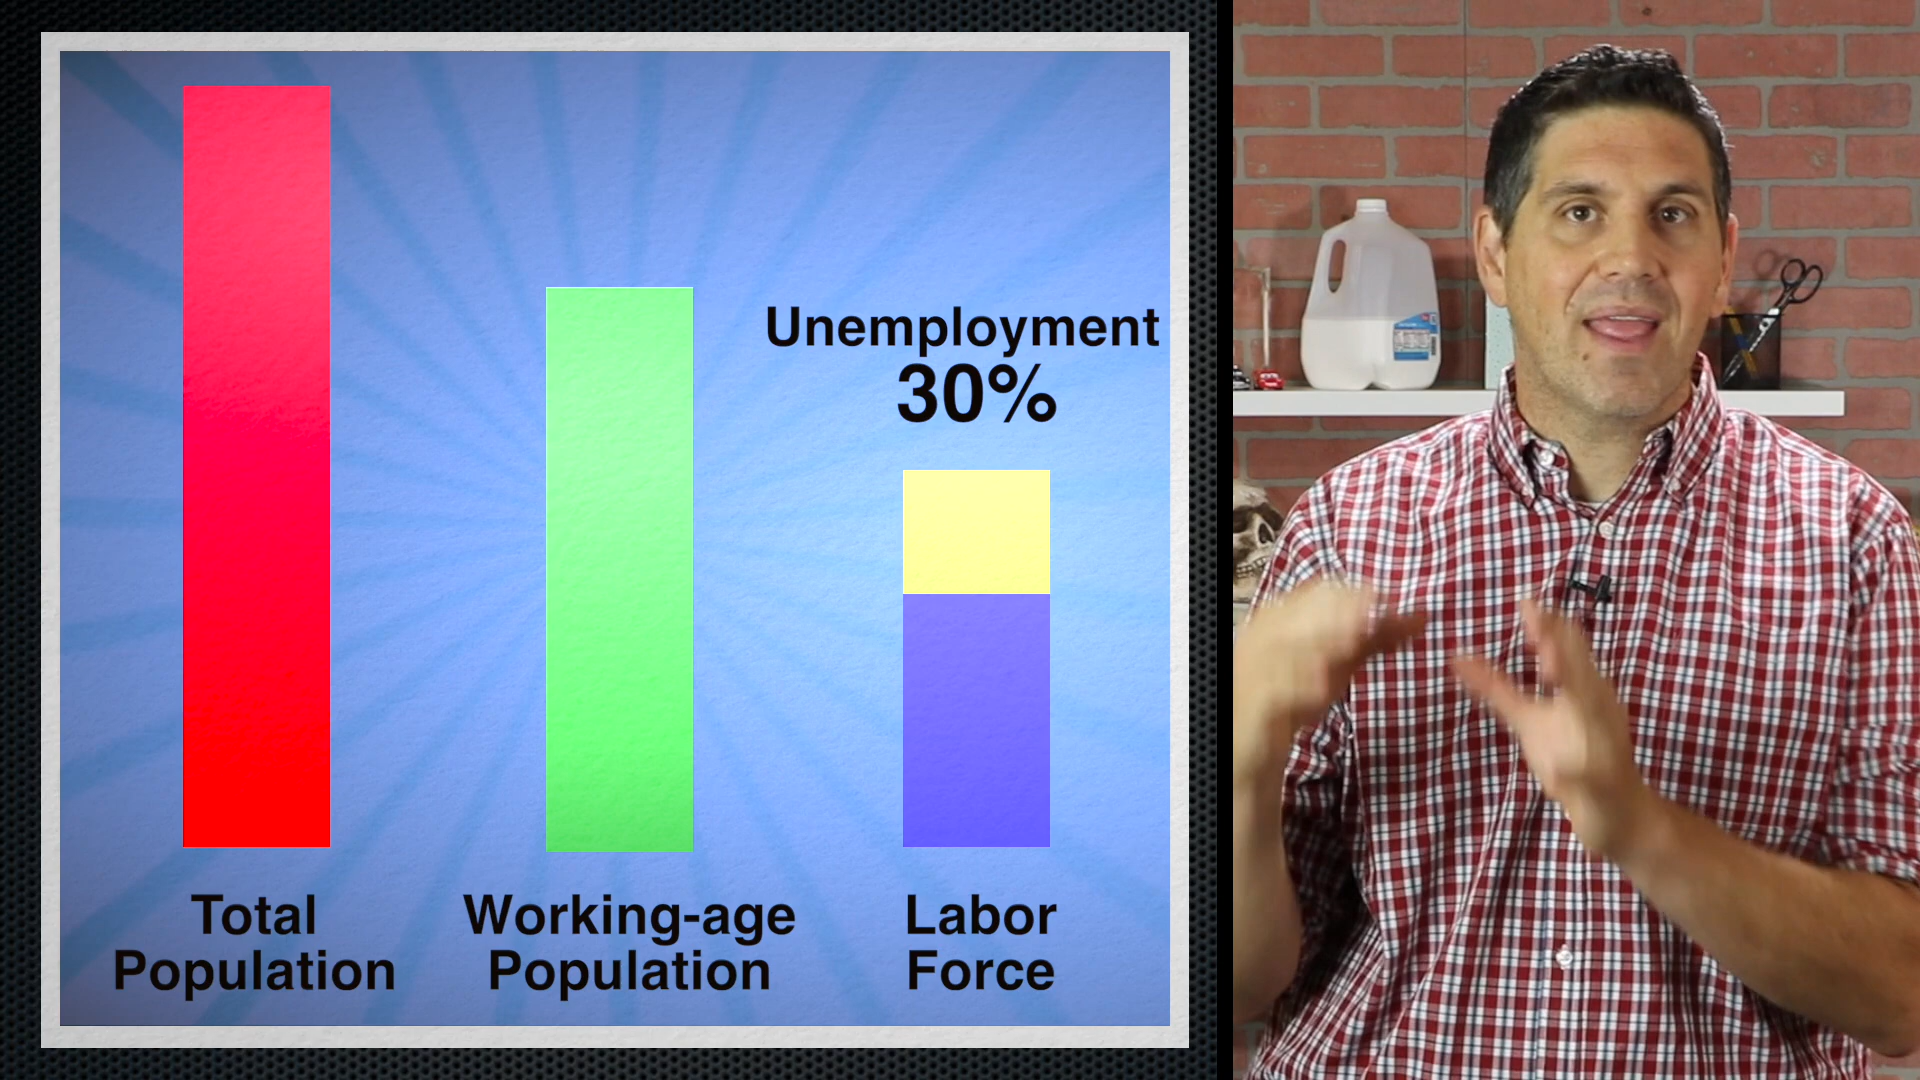 Unemployment
30%
Total
Population
Working-age
Population
Labor
Force